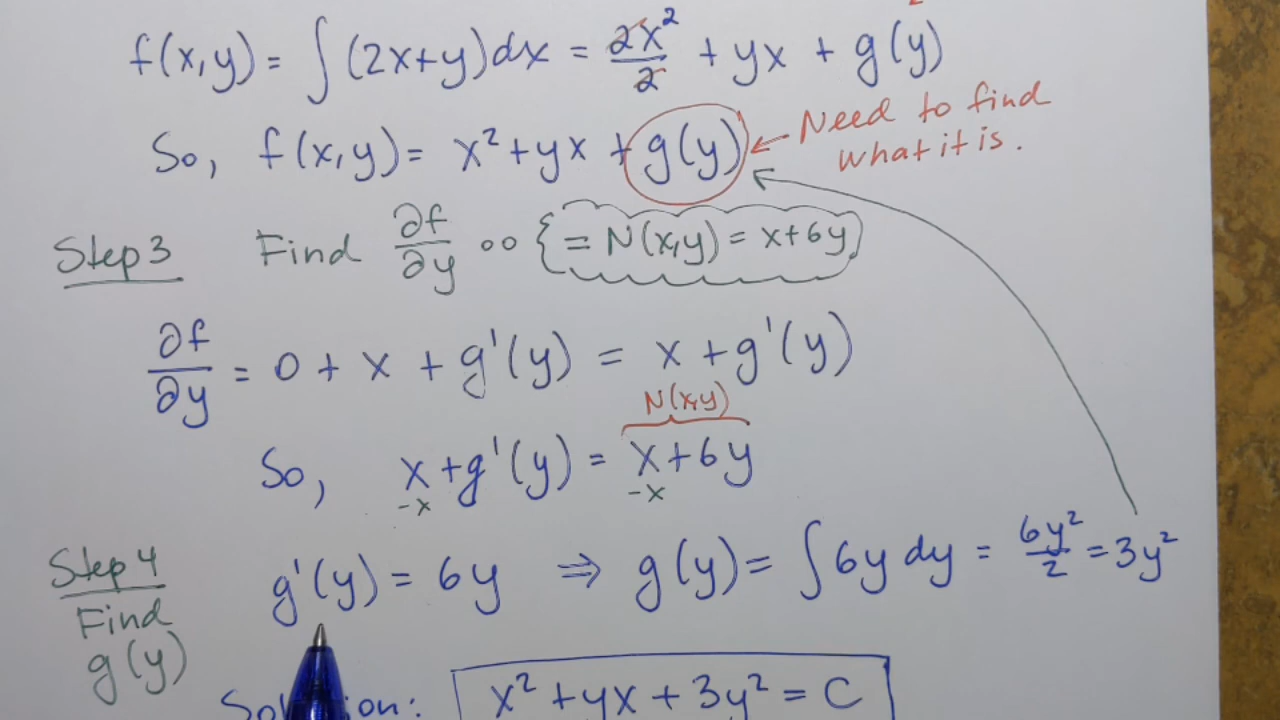 f(x,y) = ∫(2x+y)dx = 2x²/2 + yx + g(y)
So, f(x,y) = x² + yx + g(y) ← Need to find
what it is.
Step 3 Find ∂f/∂y {= N(x,y) = x+6y}
∂f/∂y = 0 + x + g'(y) = x + g'(y)
N(x,y)
So, x + g'(y) = x + 6y
-x -x
Step 4
Find
g(y)
g'(y) = 6y ⇒ g(y) = ∫6y dy = 6y²/2 = 3y²
Solution: x² + yx + 3y² = C